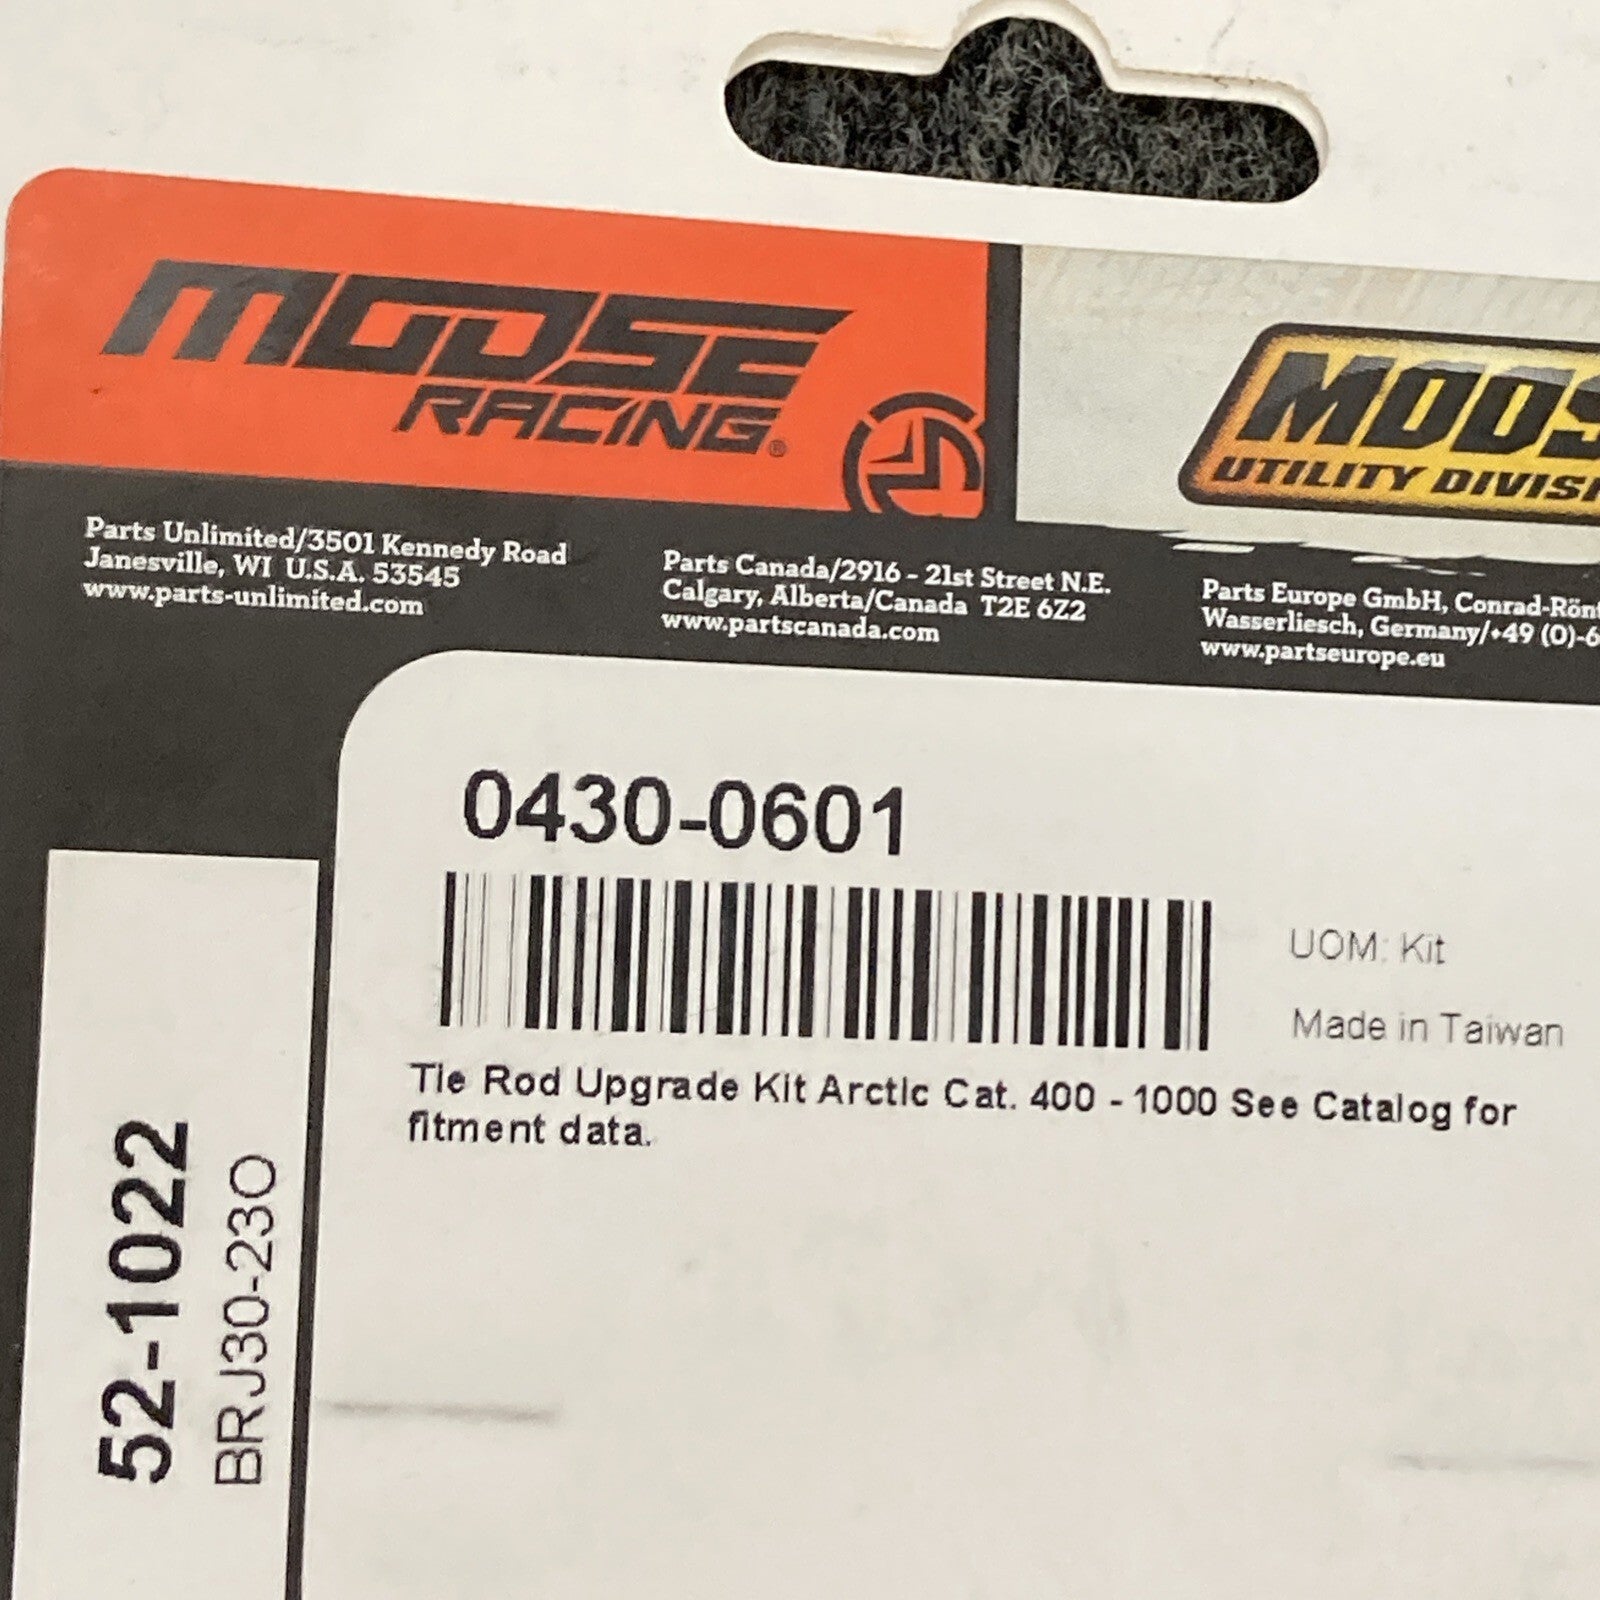 MOOSE
RACING®
MOOS
UTILITY DIVIS
Parts Unlimited/3501 Kennedy Road
Janesville, WI U.S.A. 53545
www.parts-unlimited.com
Parts Canada/2916 - 21st Street N.E.
Calgary, Alberta/Canada T2E 6Z2
www.partscanada.com
Parts Europe GmbH, Conrad-Rönt
Wasserliesch, Germany/+49 (0)-6
www.partseurope.eu
0430-0601
UOM: Kit
Made in Taiwan
Tie Rod Upgrade Kit Arctic Cat. 400 - 1000 See Catalog for
fitment data.
52-1022
BRJ30-23O